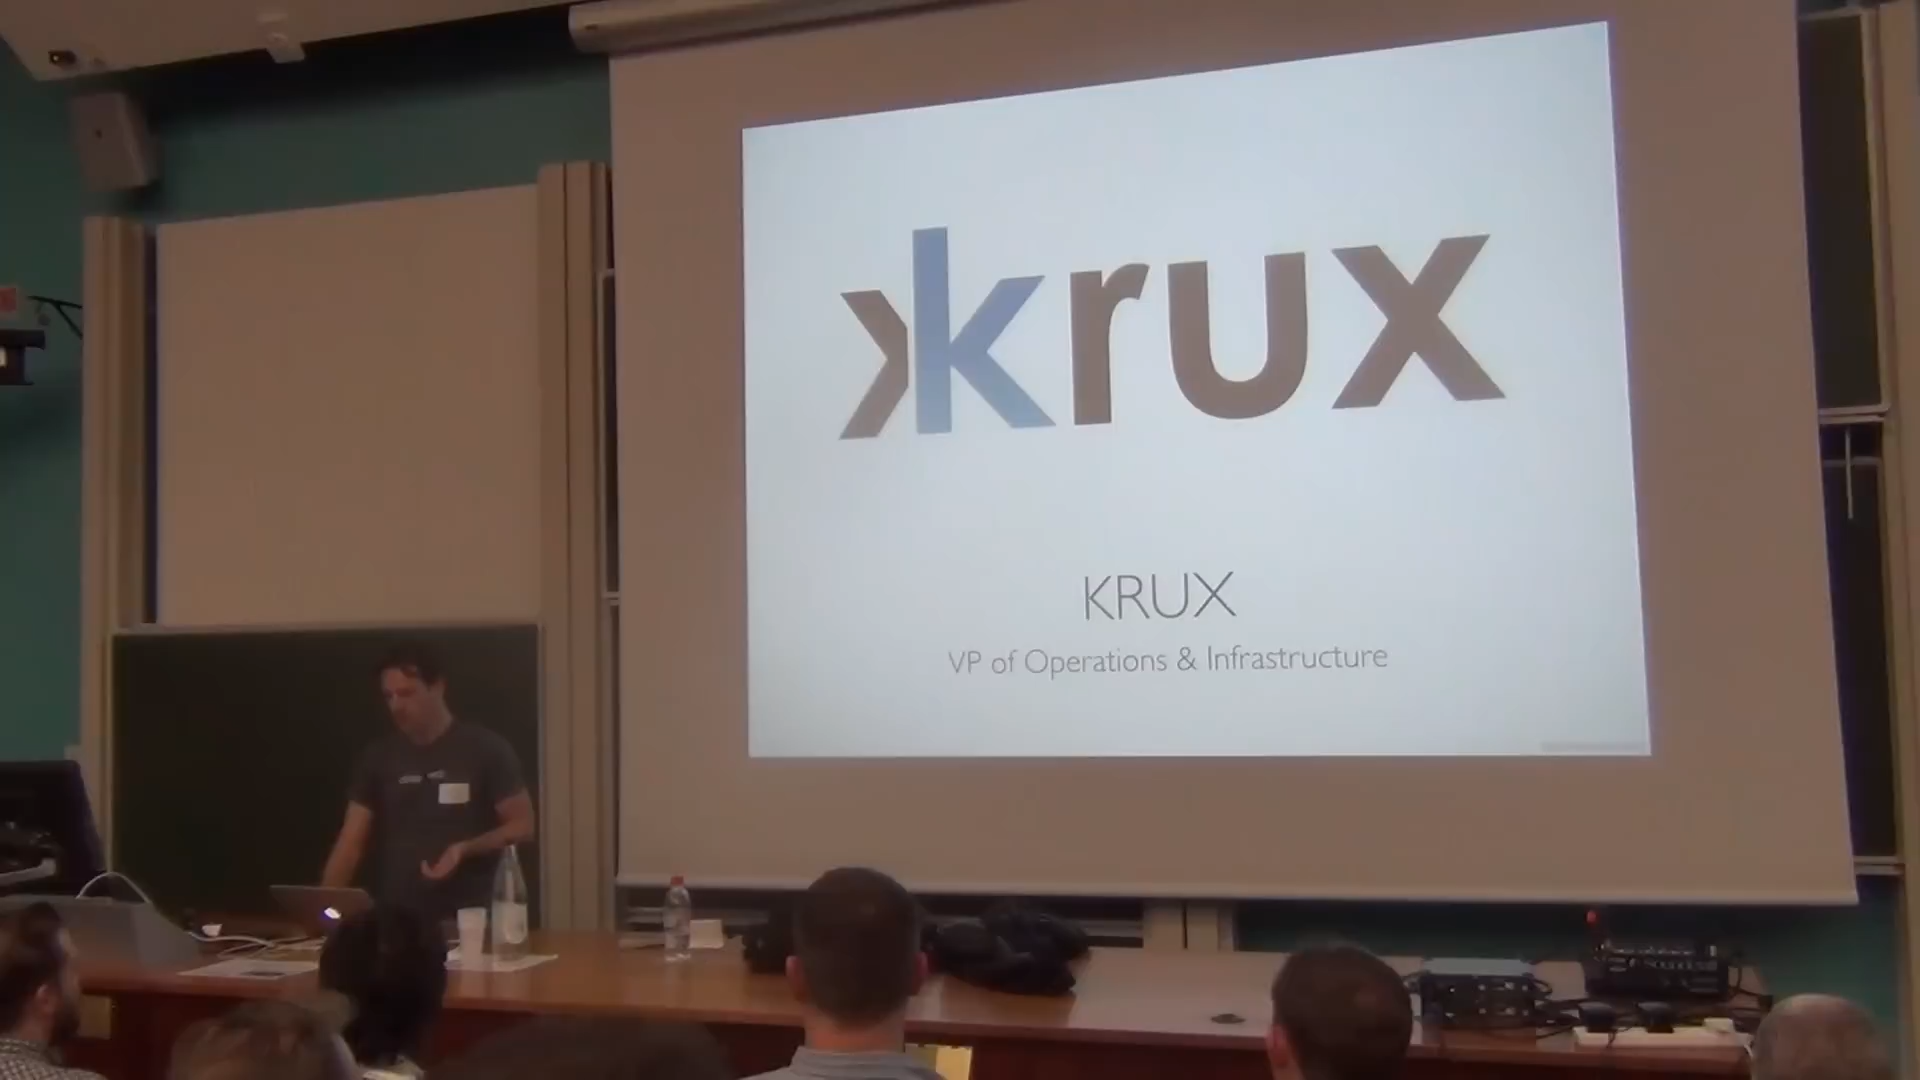 krux
KRUX
VP of Operations & Infrastructure